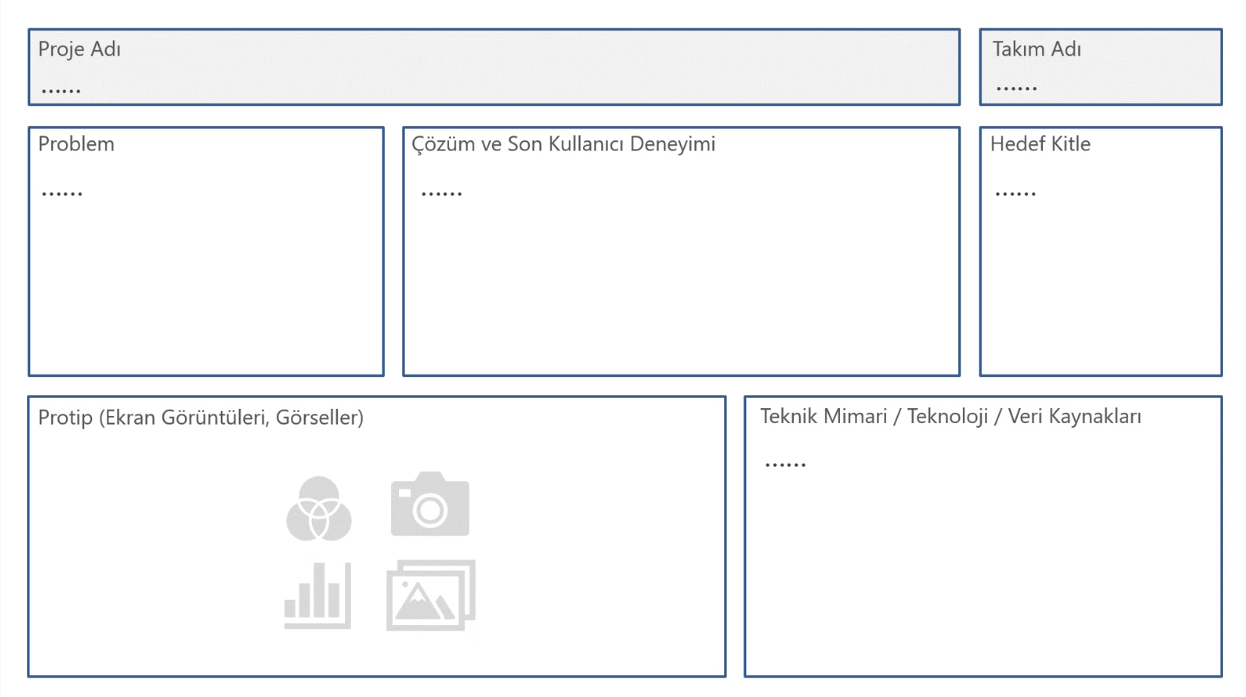 Proje Adı
......
Takım Adı
......
Problem
......
Çözüm ve Son Kullanıcı Deneyimi
......
Hedef Kitle
......
Protip (Ekran Görüntüleri, Görseller)
Teknik Mimari / Teknoloji / Veri Kaynakları
......